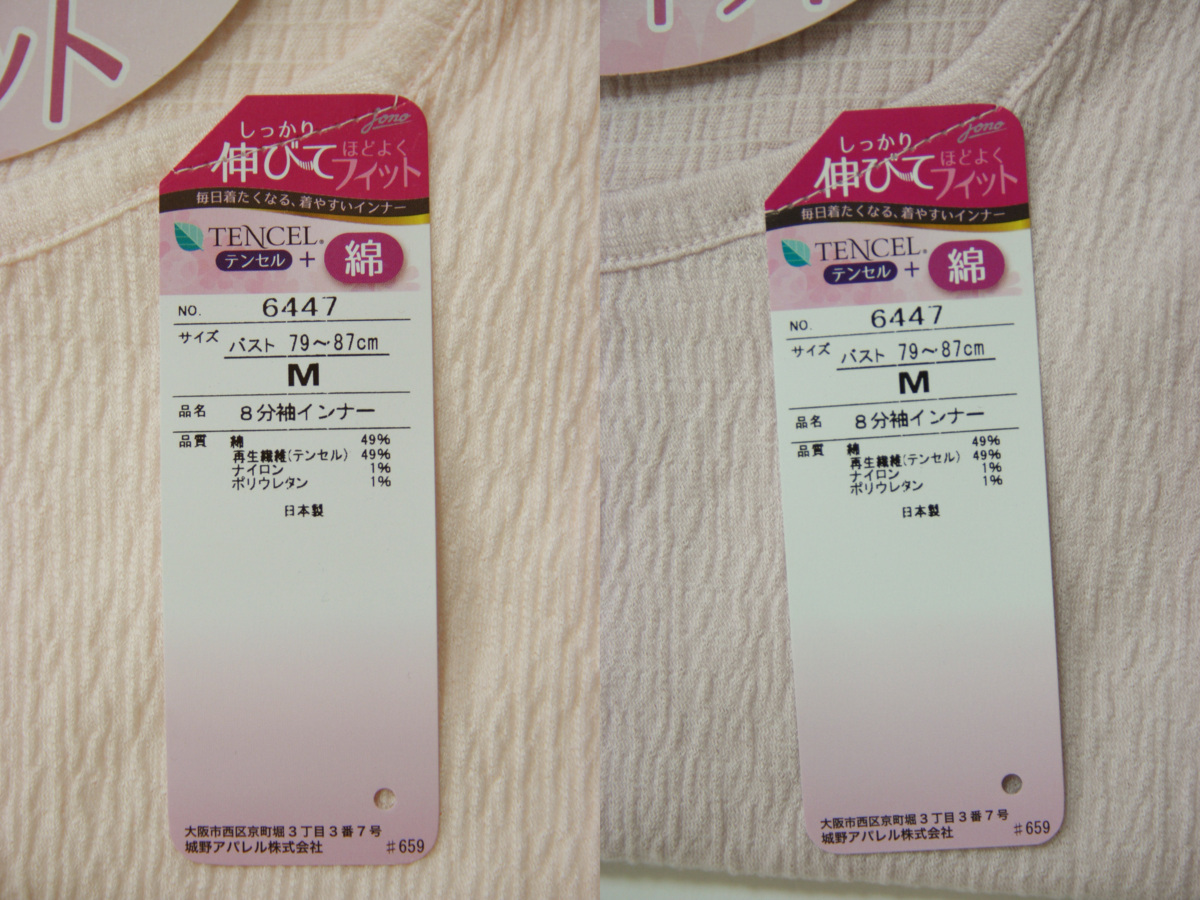 ット
Jono
しっかり
伸びて ほどよく フィット
毎日着たくなる、着やすいインナー
TENCEL®
テンセル + 綿
NO. 6447
サイズ バスト 79〜87cm
M
品名 8分袖インナー
品質 綿 49%
再生繊維(テンセル) 49%
ナイロン 1%
ポリウレタン 1%
日本製
大阪市西区京町堀3丁目3番7号
城野アパレル株式会社 #659
Jono
しっかり
伸びて ほどよく フィット
毎日着たくなる、着やすいインナー
TENCEL®
テンセル + 綿
NO. 6447
サイズ バスト 79〜87cm
M
品名 8分袖インナー
品質 綿 49%
再生繊維(テンセル) 49%
ナイロン 1%
ポリウレタン 1%
日本製
大阪市西区京町堀3丁目3番7号
城野アパレル株式会社 #659